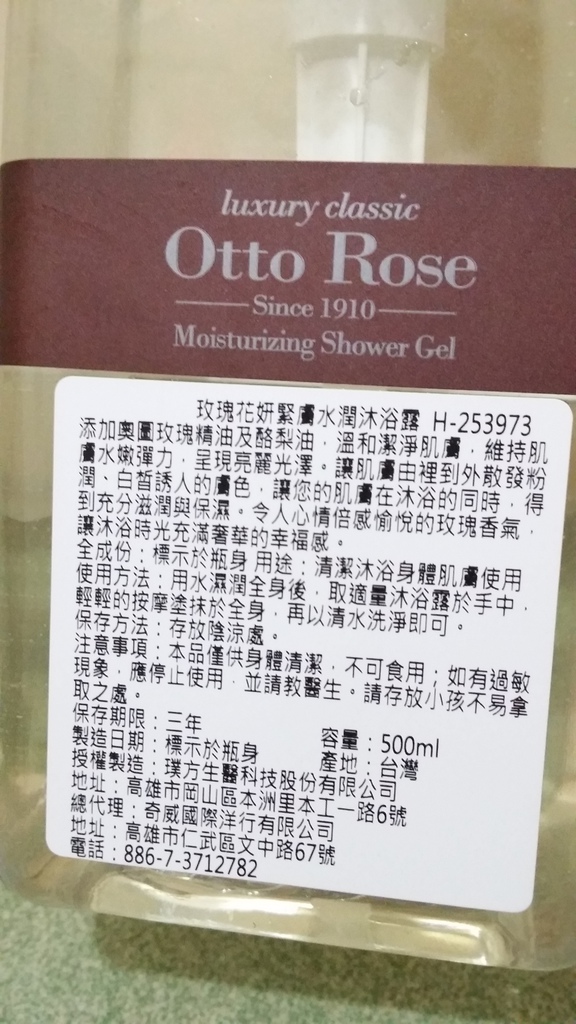 luxury classic
Otto Rose
Since 1910
Moisturizing Shower Gel
玫瑰花妍緊膚水潤沐浴露 H-253973
添加奧圖玫瑰精油及酪梨油，溫和潔淨肌膚，維持肌
膚水嫩彈力，呈現亮麗光澤。讓肌膚由裡到外散發粉
潤、白皙誘人的膚色，讓您的肌膚在沐浴的同時，得
到充分滋潤與保濕。令人心情倍感愉悅的玫瑰香氣，
讓沐浴時光充滿奢華的幸福感。
全成份：標示於瓶身 用途：清潔沐浴身體肌膚使用
使用方法：用水濕潤全身後，取適量沐浴露於手中，
輕輕的按摩塗抹於全身，再以清水洗淨即可。
保存方法：存放陰涼處。
注意事項：本品僅供身體清潔，不可食用；如有過敏
現象，應停止使用，並請教醫生。請存放小孩不易拿
取之處。
保存期限：三年 容量：500ml
製造日期：標示於瓶身 產地：台灣
授權製造：璞方生醫科技股份有限公司
地址：高雄市岡山區本洲里本工一路6號
總代理：奇威國際洋行有限公司
地址：高雄市仁武區文中路67號
電話：886-7-3712782